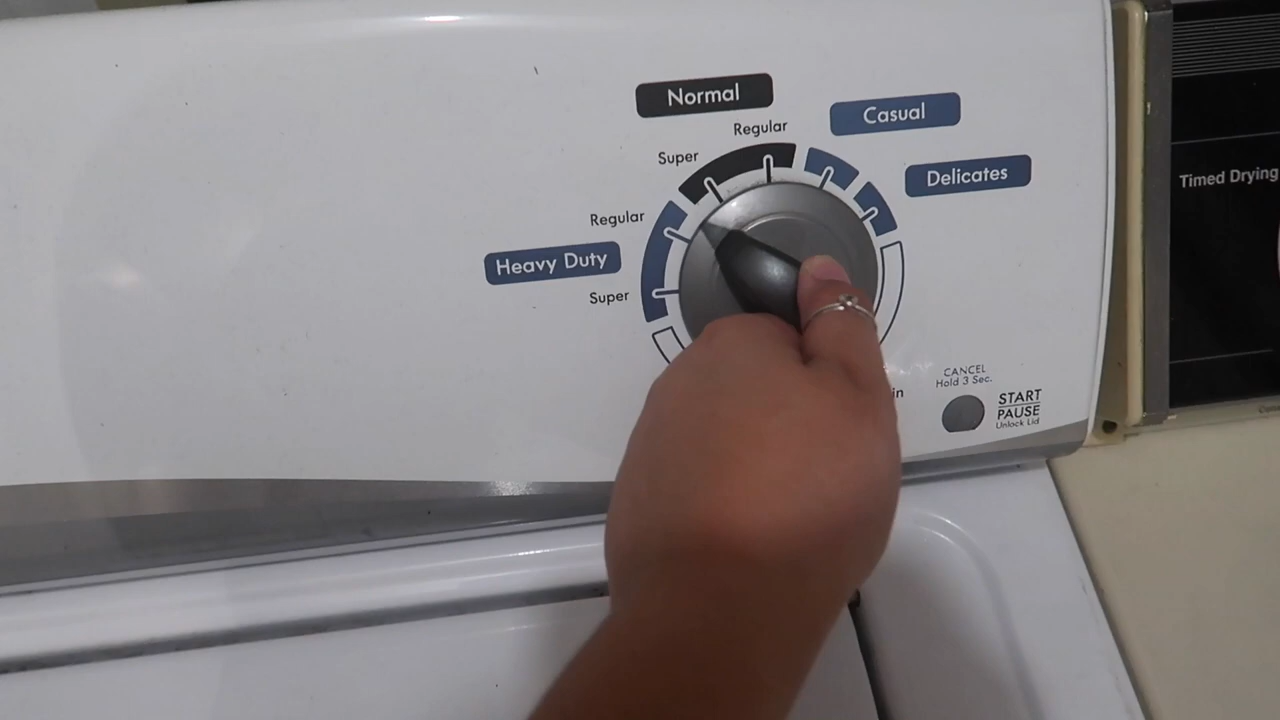 Normal
Casual
Regular
Super
Delicates
Regular
Heavy Duty
Super
CANCEL
Hold 3 Sec.
START
PAUSE
Unlock Lid
Timed Drying